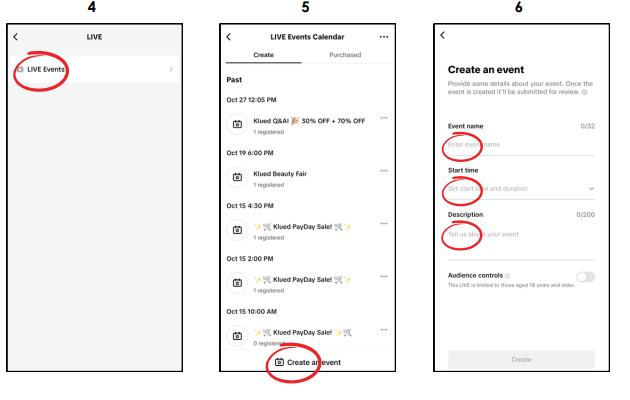 4
5
6
LIVE
LIVE Events
LIVE Events Calendar
Create
Purchased
Past
Oct 27 12:05 PM
Klued Q&A! 🎉 30% OFF + 70% OFF
1 registered
Oct 19 6:00 PM
Klued Beauty Fair
1 registered
Oct 15 4:30 PM
✨🛒 Klued PayDay Sale! 🛒✨
1 registered
Oct 15 2:00 PM
✨🛒 Klued PayDay Sale! 🛒✨
1 registered
Oct 15 10:00 AM
✨🛒 Klued PayDay Sale! ✨🛒
0 registered
Create an event
Create an event
Provide some details about your event. Once the
event is created it'll be submitted for review.
Event name 0/32
Enter event name
Start time
Set start time and duration
Description 0/200
Tell us about your event
Audience controls
This LIVE is limited to those aged 18 years and older.
Create